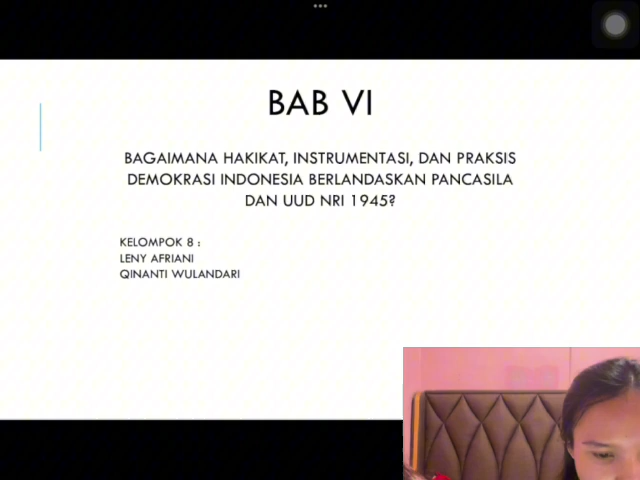 BAB VI
BAGAIMANA HAKIKAT, INSTRUMENTASI, DAN PRAKSIS
DEMOKRASI INDONESIA BERLANDASKAN PANCASILA
DAN UUD NRI 1945?
KELOMPOK 8 :
LENY AFRIANI
QINANTI WULANDARI